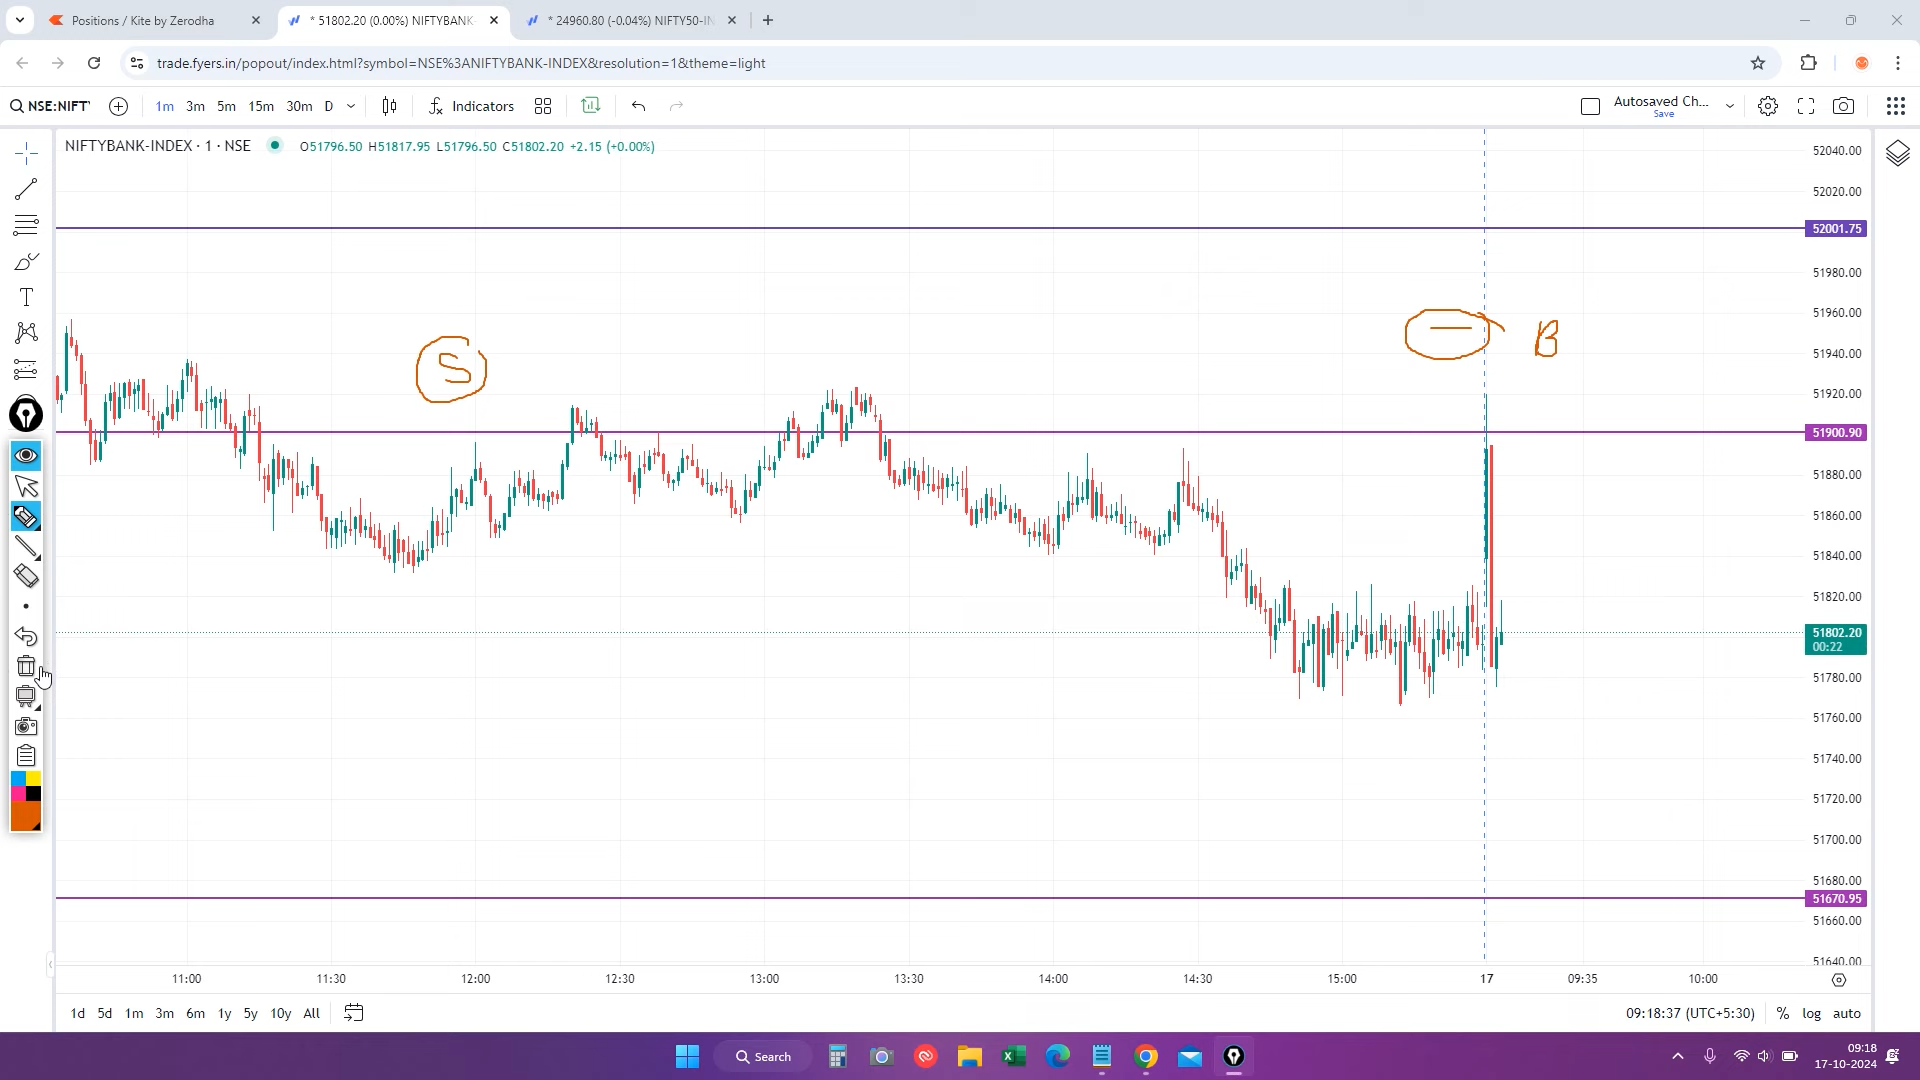 Positions / Kite by Zerodha
* 51802.20 (0.00%) NIFTYBANK-
* 24960.80 (-0.04%) NIFTY50-IN
trade.fyers.in/popout/index.html?symbol=NSE%3ANIFTYBANK-INDEX&resolution=1&theme=light
NSE:NIFTY 1m 3m 5m 15m 30m D Indicators Autosaved Ch...
Save
NIFTYBANK-INDEX · 1 · NSE O51796.50 H51817.95 L51796.50 C51802.20 +2.15 (+0.00%)
52040.00
52020.00
52001.75
51980.00
51960.00
S
B
51940.00
51920.00
51900.90
51880.00
51860.00
51840.00
51820.00
51802.20
00:22
51780.00
51760.00
51740.00
51720.00
51700.00
51680.00
51670.95
51660.00
51640.00
11:00 11:30 12:00 12:30 13:00 13:30 14:00 14:30 15:00 17 09:35 10:00
1d 5d 1m 3m 6m 1y 5y 10y All 09:18:37 (UTC+5:30) % log auto
Search
09:18
17-10-2024